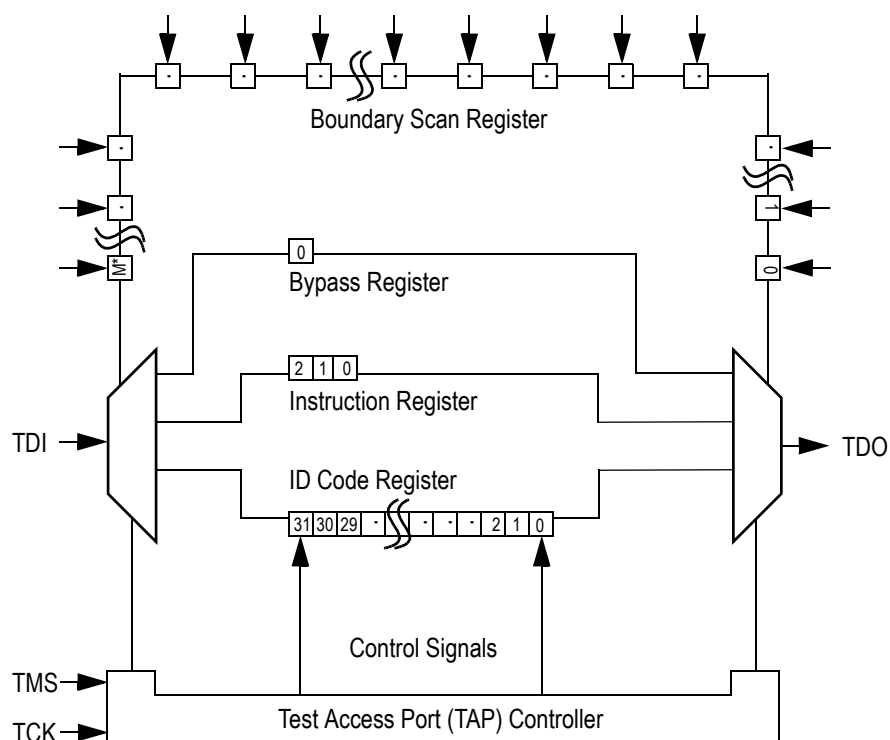 · · · · · · · ·
Boundary Scan Register
· ·
· 1
M* 0
0
Bypass Register
2 1 0
Instruction Register
TDI TDO
ID Code Register
31 30 29 · · · · 2 1 0
Control Signals
TMS
Test Access Port (TAP) Controller
TCK